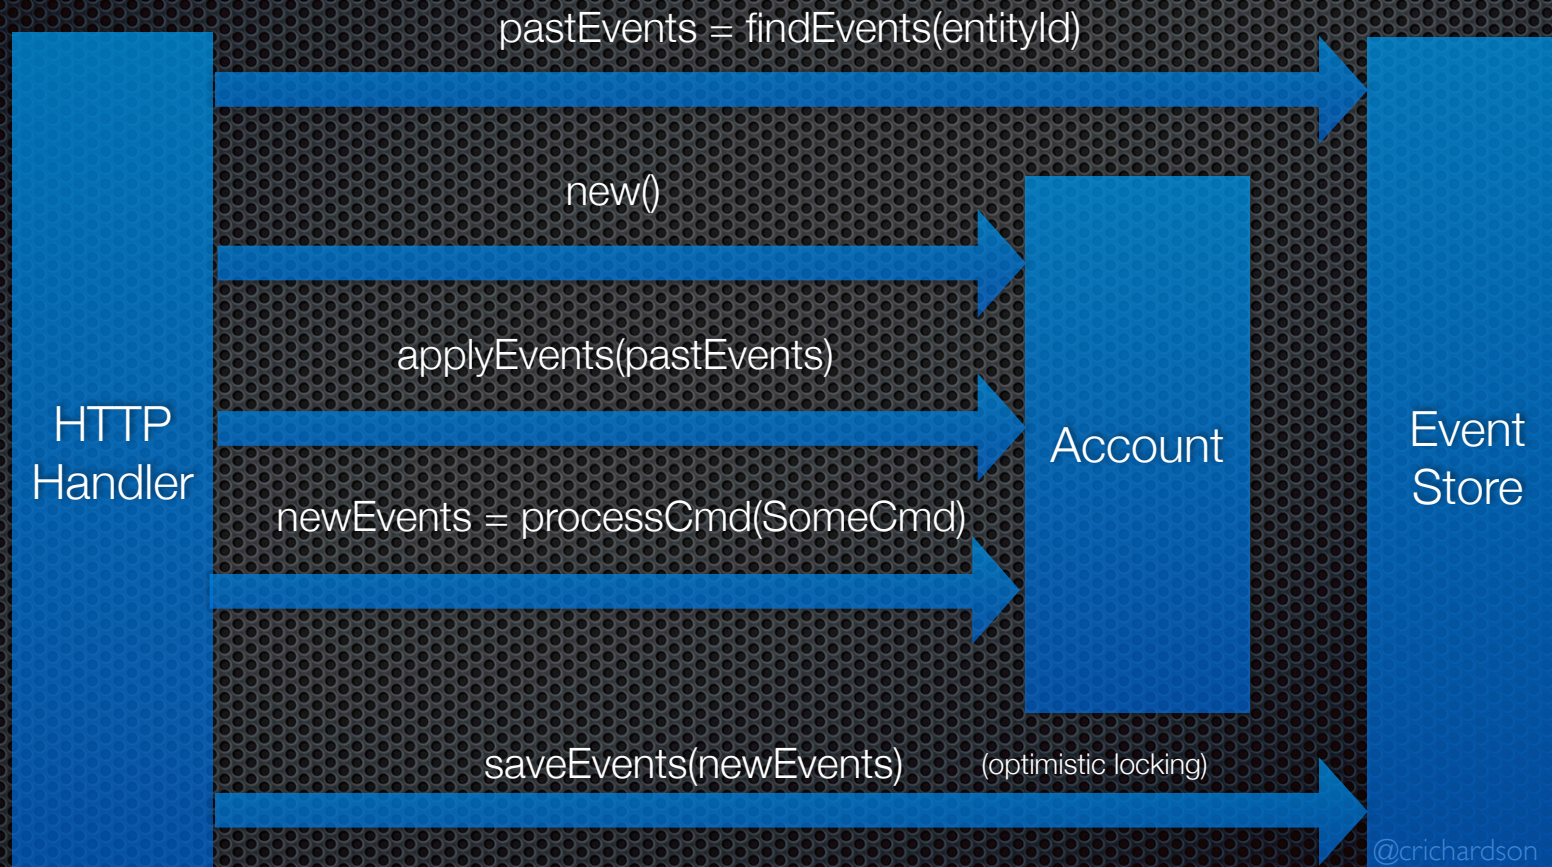 pastEvents = findEvents(entityId)
new()
applyEvents(pastEvents)
HTTP
Handler
Account
Event
Store
newEvents = processCmd(SomeCmd)
saveEvents(newEvents)
(optimistic locking)
@crichardson